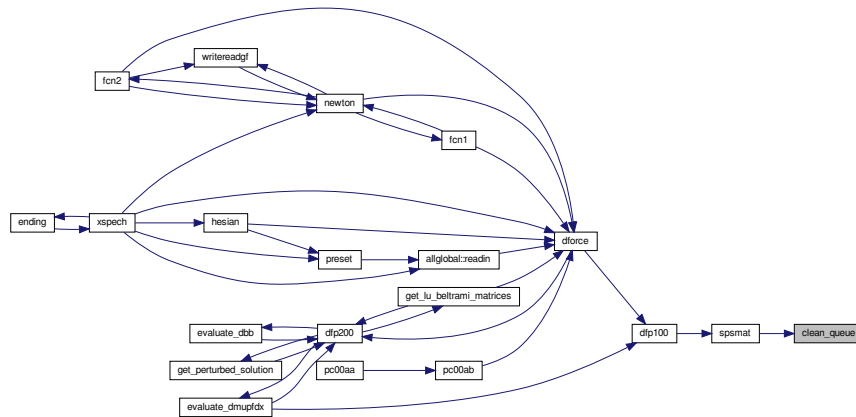 writereadgf
fcn2
newton
fcn1
ending
xspech
hesian
dforce
preset
allglobal::readin
get_lu_beltrami_matrices
evaluate_dbb
dfp200
dfp100
spsmat
clean_queue
get_perturbed_solution
pc00aa
pc00ab
evaluate_dmupfdx